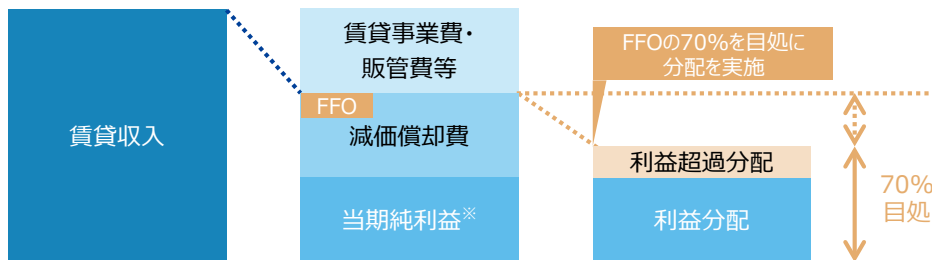 賃貸収入
賃貸事業費・
販管費等
FFO
減価償却費
当期純利益※
FFOの70%を目処に
分配を実施
利益超過分配
利益分配
70%
目処